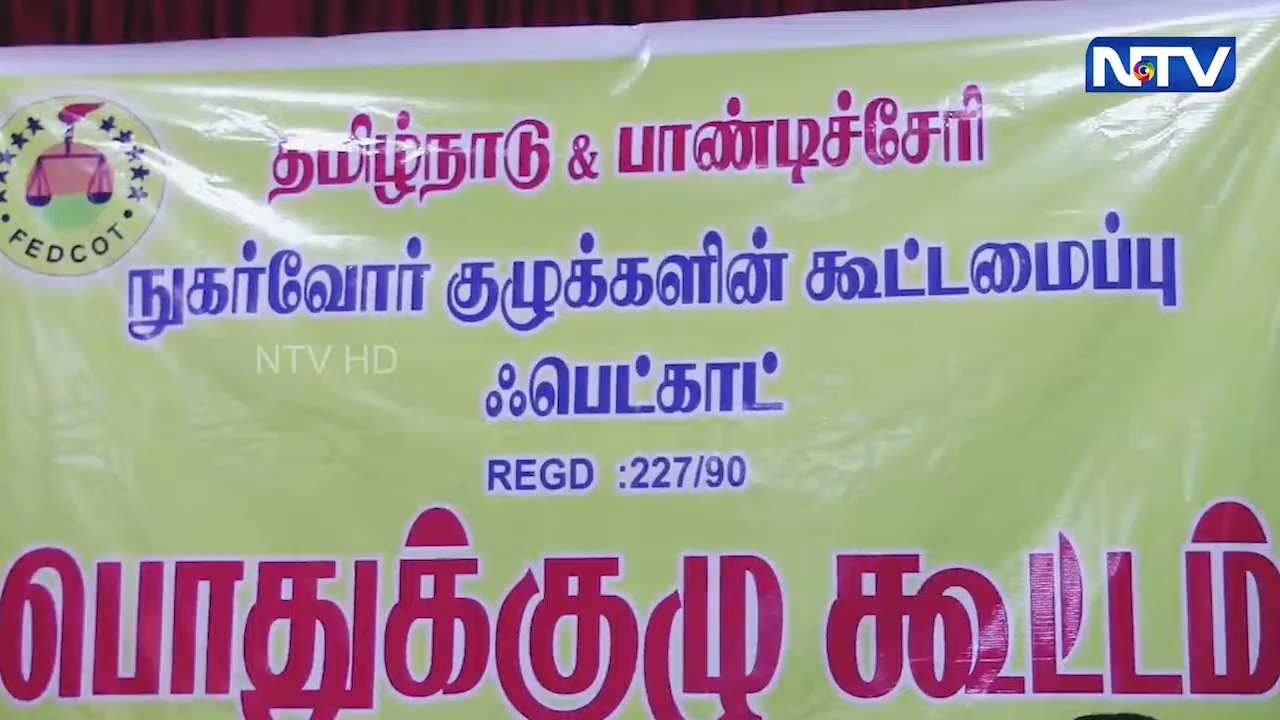 NTV
தமிழ்நாடு & பாண்டிச்சேரி
FEDCOT
நுகர்வோர் குழுக்களின் கூட்டமைப்பு
NTV HD
ஃபெட்காட்
REGD :227/90
பொதுக்குழு கூட்டம்